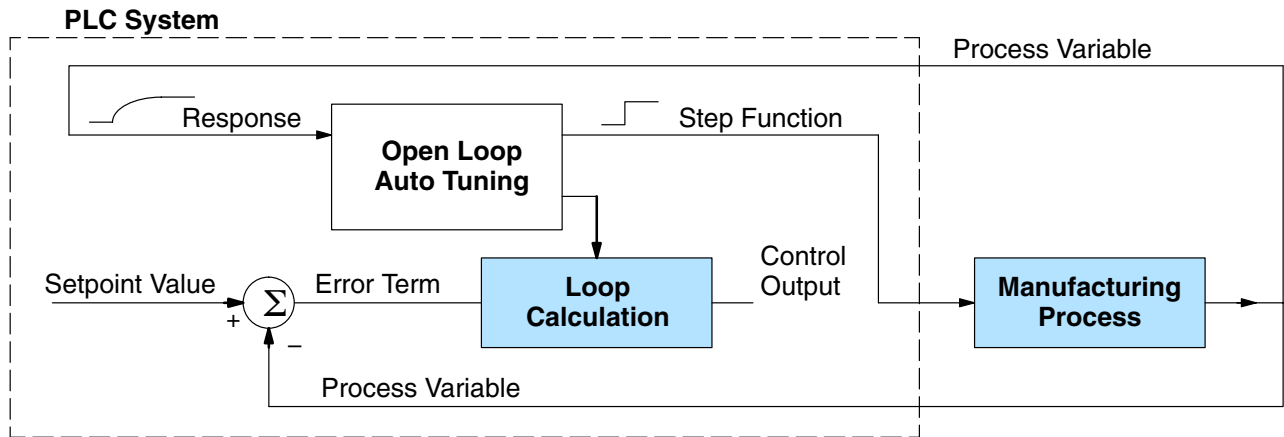 PLC System
Process Variable
Response
Step Function
Open Loop
Auto Tuning
Control
Output
Setpoint Value
Error Term
Loop
Calculation
Manufacturing
Process
Σ
+
−
Process Variable